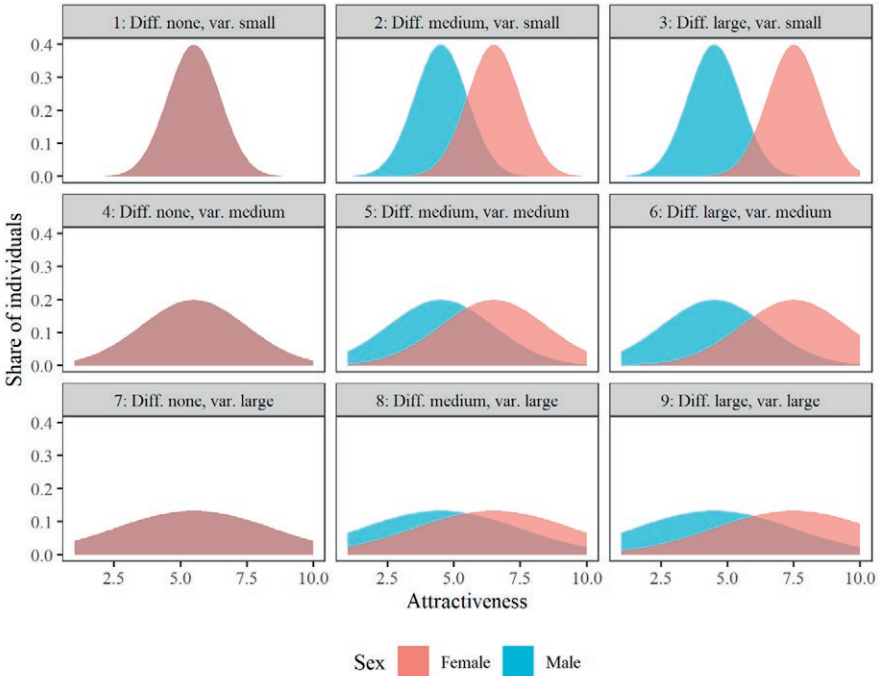 1: Diff. none, var. small
2: Diff. medium, var. small
3: Diff. large, var. small
0.4
0.3
0.2
0.1
0.0
4: Diff. none, var. medium
5: Diff. medium, var. medium
6: Diff. large, var. medium
0.4
0.3
0.2
0.1
0.0
Share of individuals
7: Diff. none, var. large
8: Diff. medium, var. large
9: Diff. large, var. large
0.4
0.3
0.2
0.1
0.0
2.5 5.0 7.5 10.0
2.5 5.0 7.5 10.0
2.5 5.0 7.5 10.0
Attractiveness
Sex Female Male